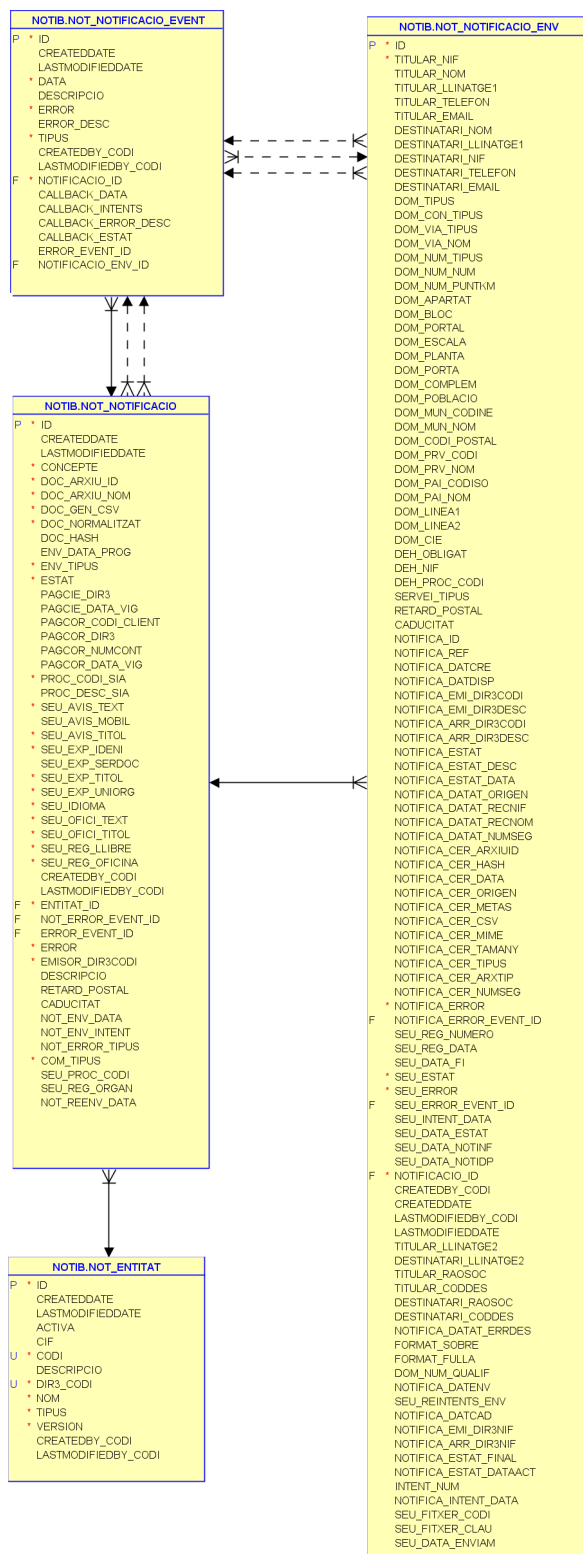 NOTIB.NOT_NOTIFICACIO_EVENT
P * ID
CREATEDDATE
LASTMODIFIEDDATE
* DATA
DESCRIPCIO
* ERROR
ERROR_DESC
* TIPUS
CREATEDBY_CODI
LASTMODIFIEDBY_CODI
F * NOTIFICACIO_ID
CALLBACK_DATA
CALLBACK_INTENTS
CALLBACK_ERROR_DESC
CALLBACK_ESTAT
ERROR_EVENT_ID
F NOTIFICACIO_ENV_ID
NOTIB.NOT_NOTIFICACIO
P * ID
CREATEDDATE
LASTMODIFIEDDATE
* CONCEPTE
* DOC_ARXIU_ID
* DOC_ARXIU_NOM
* DOC_GEN_CSV
* DOC_NORMALITZAT
DOC_HASH
ENV_DATA_PROG
* ENV_TIPUS
* ESTAT
PAGCIE_DIR3
PAGCIE_DATA_VIG
PAGCOR_CODI_CLIENT
PAGCOR_DIR3
PAGCOR_NUMCONT
PAGCOR_DATA_VIG
* PROC_CODI_SIA
PROC_DESC_SIA
* SEU_AVIS_TEXT
SEU_AVIS_MOBIL
* SEU_AVIS_TITOL
* SEU_EXP_IDENI
SEU_EXP_SERDOC
* SEU_EXP_TITOL
* SEU_EXP_UNIORG
* SEU_IDIOMA
* SEU_OFICI_TEXT
* SEU_OFICI_TITOL
* SEU_REG_LLIBRE
* SEU_REG_OFICINA
CREATEDBY_CODI
LASTMODIFIEDBY_CODI
F * ENTITAT_ID
F NOT_ERROR_EVENT_ID
F ERROR_EVENT_ID
* ERROR
* EMISOR_DIR3CODI
DESCRIPCIO
RETARD_POSTAL
CADUCITAT
NOT_ENV_DATA
NOT_ENV_INTENT
NOT_ERROR_TIPUS
* COM_TIPUS
SEU_PROC_CODI
SEU_REG_ORGAN
NOT_REENV_DATA
NOTIB.NOT_ENTITAT
P * ID
CREATEDDATE
LASTMODIFIEDDATE
ACTIVA
CIF
U * CODI
DESCRIPCIO
U * DIR3_CODI
* NOM
* TIPUS
* VERSION
CREATEDBY_CODI
LASTMODIFIEDBY_CODI
NOTIB.NOT_NOTIFICACIO_ENV
P * ID
* TITULAR_NIF
TITULAR_NOM
TITULAR_LLINATGE1
TITULAR_TELEFON
TITULAR_EMAIL
DESTINATARI_NOM
DESTINATARI_LLINATGE1
DESTINATARI_NIF
DESTINATARI_TELEFON
DESTINATARI_EMAIL
DOM_TIPUS
DOM_CON_TIPUS
DOM_VIA_TIPUS
DOM_VIA_NOM
DOM_NUM_TIPUS
DOM_NUM_NUM
DOM_NUM_PUNTKM
DOM_APARTAT
DOM_BLOC
DOM_PORTAL
DOM_ESCALA
DOM_PLANTA
DOM_PORTA
DOM_COMPLEM
DOM_POBLACIO
DOM_MUN_CODINE
DOM_MUN_NOM
DOM_CODI_POSTAL
DOM_PRV_CODI
DOM_PRV_NOM
DOM_PAI_CODISO
DOM_PAI_NOM
DOM_LINEA1
DOM_LINEA2
DOM_CIE
DEH_OBLIGAT
DEH_NIF
DEH_PROC_CODI
SERVEI_TIPUS
RETARD_POSTAL
CADUCITAT
NOTIFICA_ID
NOTIFICA_REF
NOTIFICA_DATCRE
NOTIFICA_DATDISP
NOTIFICA_EMI_DIR3CODI
NOTIFICA_EMI_DIR3DESC
NOTIFICA_ARR_DIR3CODI
NOTIFICA_ARR_DIR3DESC
NOTIFICA_ESTAT
NOTIFICA_ESTAT_DESC
NOTIFICA_ESTAT_DATA
NOTIFICA_DATAT_ORIGEN
NOTIFICA_DATAT_RECNIF
NOTIFICA_DATAT_RECNOM
NOTIFICA_DATAT_NUMSEG
NOTIFICA_CER_ARXIUID
NOTIFICA_CER_HASH
NOTIFICA_CER_DATA
NOTIFICA_CER_ORIGEN
NOTIFICA_CER_METAS
NOTIFICA_CER_CSV
NOTIFICA_CER_MIME
NOTIFICA_CER_TAMANY
NOTIFICA_CER_TIPUS
NOTIFICA_CER_ARXTIP
NOTIFICA_CER_NUMSEG
* NOTIFICA_ERROR
F NOTIFICA_ERROR_EVENT_ID
SEU_REG_NUMERO
SEU_REG_DATA
SEU_DATA_FI
* SEU_ESTAT
* SEU_ERROR
F SEU_ERROR_EVENT_ID
SEU_INTENT_DATA
SEU_DATA_ESTAT
SEU_DATA_NOTINF
SEU_DATA_NOTIDP
F * NOTIFICACIO_ID
CREATEDBY_CODI
CREATEDDATE
LASTMODIFIEDBY_CODI
LASTMODIFIEDDATE
TITULAR_LLINATGE2
DESTINATARI_LLINATGE2
TITULAR_RAOSOC
TITULAR_CODDES
DESTINATARI_RAOSOC
DESTINATARI_CODDES
NOTIFICA_DATAT_ERRDES
FORMAT_SOBRE
FORMAT_FULLA
DOM_NUM_QUALIF
NOTIFICA_DATENV
SEU_REINTENTS_ENV
NOTIFICA_DATCAD
NOTIFICA_EMI_DIR3NIF
NOTIFICA_ARR_DIR3NIF
NOTIFICA_ESTAT_FINAL
NOTIFICA_ESTAT_DATAACT
INTENT_NUM
NOTIFICA_INTENT_DATA
SEU_FITXER_CODI
SEU_FITXER_CLAU
SEU_DATA_ENVIAM